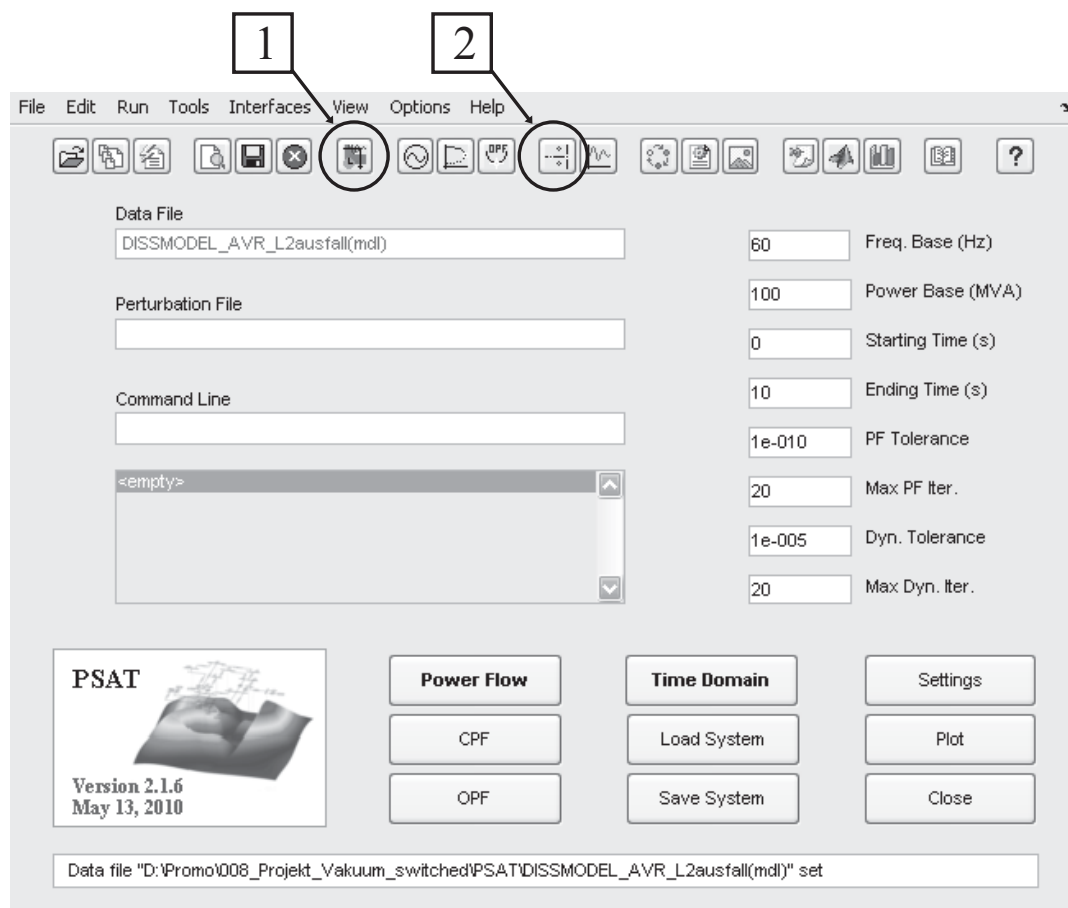 1 2
File Edit Run Tools Interfaces View Options Help
OPF
?
Data File
DISSMODEL_AVR_L2ausfall(mdl)
Perturbation File
Command Line
<empty>
60 Freq. Base (Hz)
100 Power Base (MVA)
0 Starting Time (s)
10 Ending Time (s)
1e-010 PF Tolerance
20 Max PF Iter.
1e-005 Dyn. Tolerance
20 Max Dyn. Iter.
PSAT
Version 2.1.6
May 13, 2010
Power Flow Time Domain Settings
CPF Load System Plot
OPF Save System Close
Data file "D:\Promo\008_Projekt_Vakuum_switched\PSAT\DISSMODEL_AVR_L2ausfall(mdl)" set